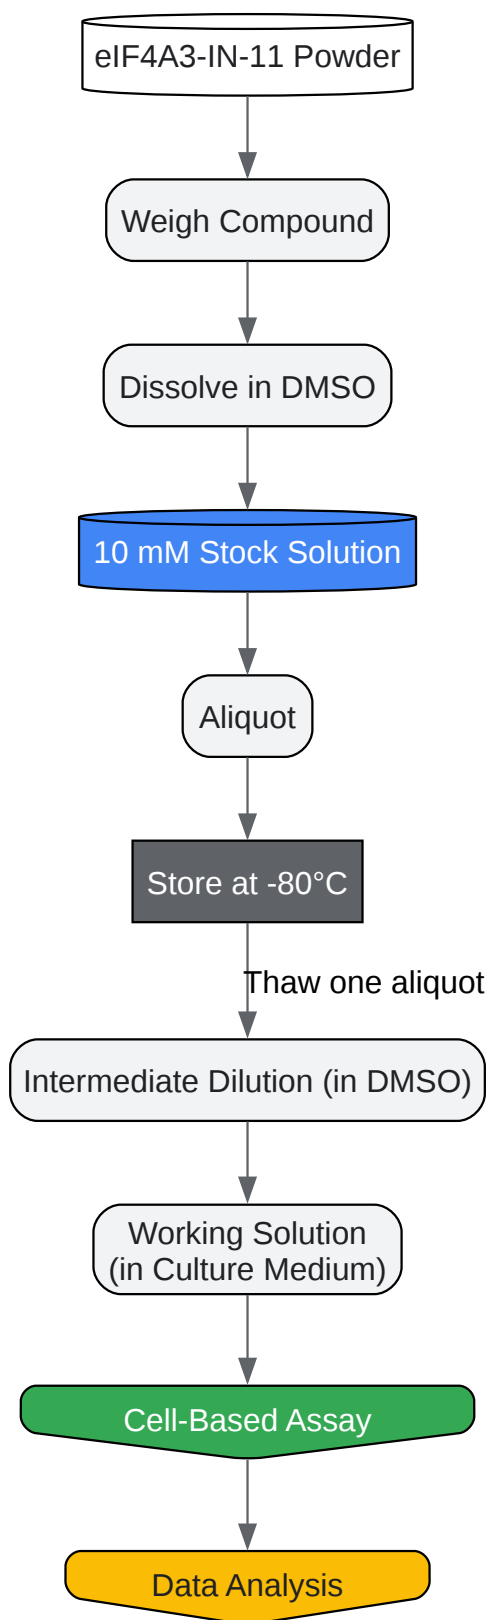 eIF4A3-IN-11 Powder
Weigh Compound
Dissolve in DMSO
10 mM Stock Solution
Aliquot
Store at -80°C
Thaw one aliquot
Intermediate Dilution (in DMSO)
Working Solution
(in Culture Medium)
Cell-Based Assay
Data Analysis